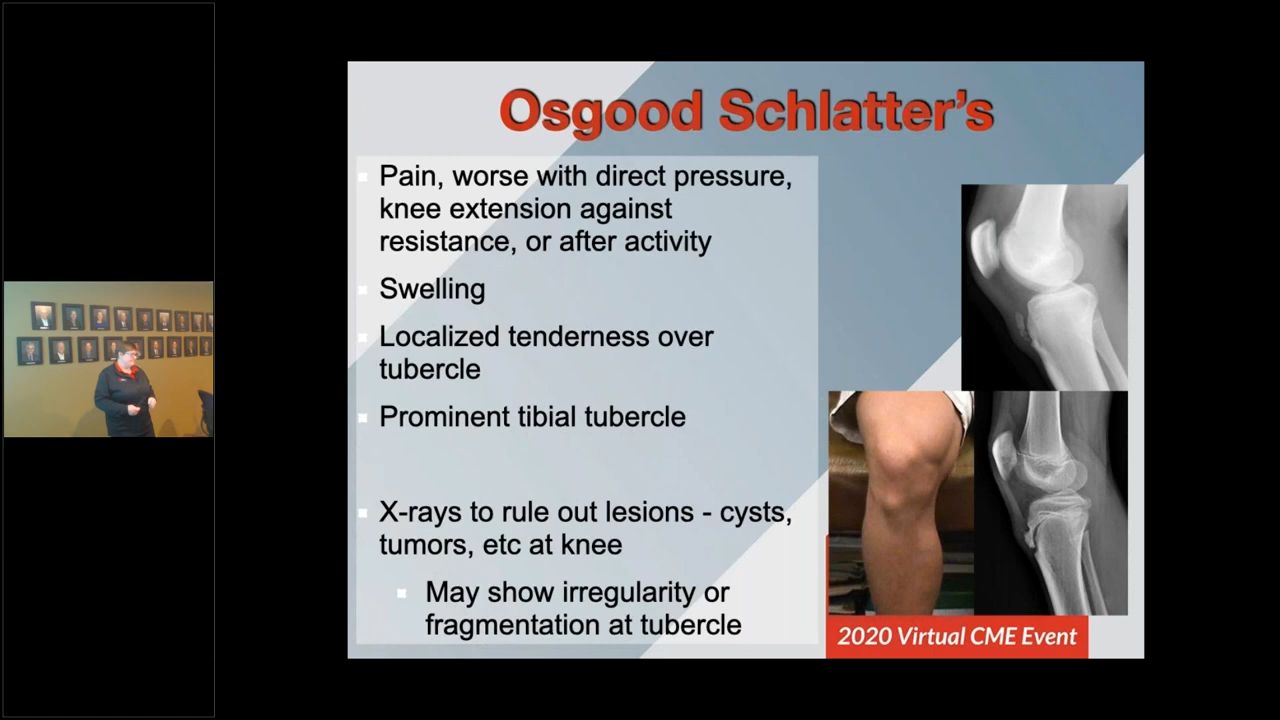 Osgood Schlatter's
Pain, worse with direct pressure,
knee extension against
resistance, or after activity
Swelling
Localized tenderness over
tubercle
Prominent tibial tubercle
X-rays to rule out lesions - cysts,
tumors, etc at knee
May show irregularity or
fragmentation at tubercle
2020 Virtual CME Event